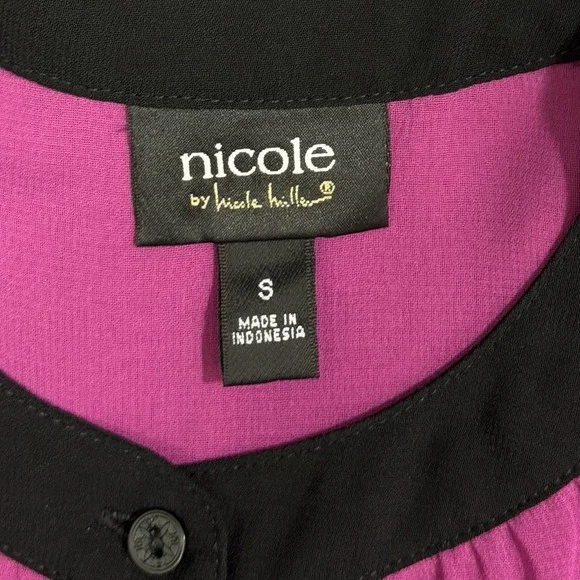 nicole
by nicole miller®
S
MADE IN
INDONESIA